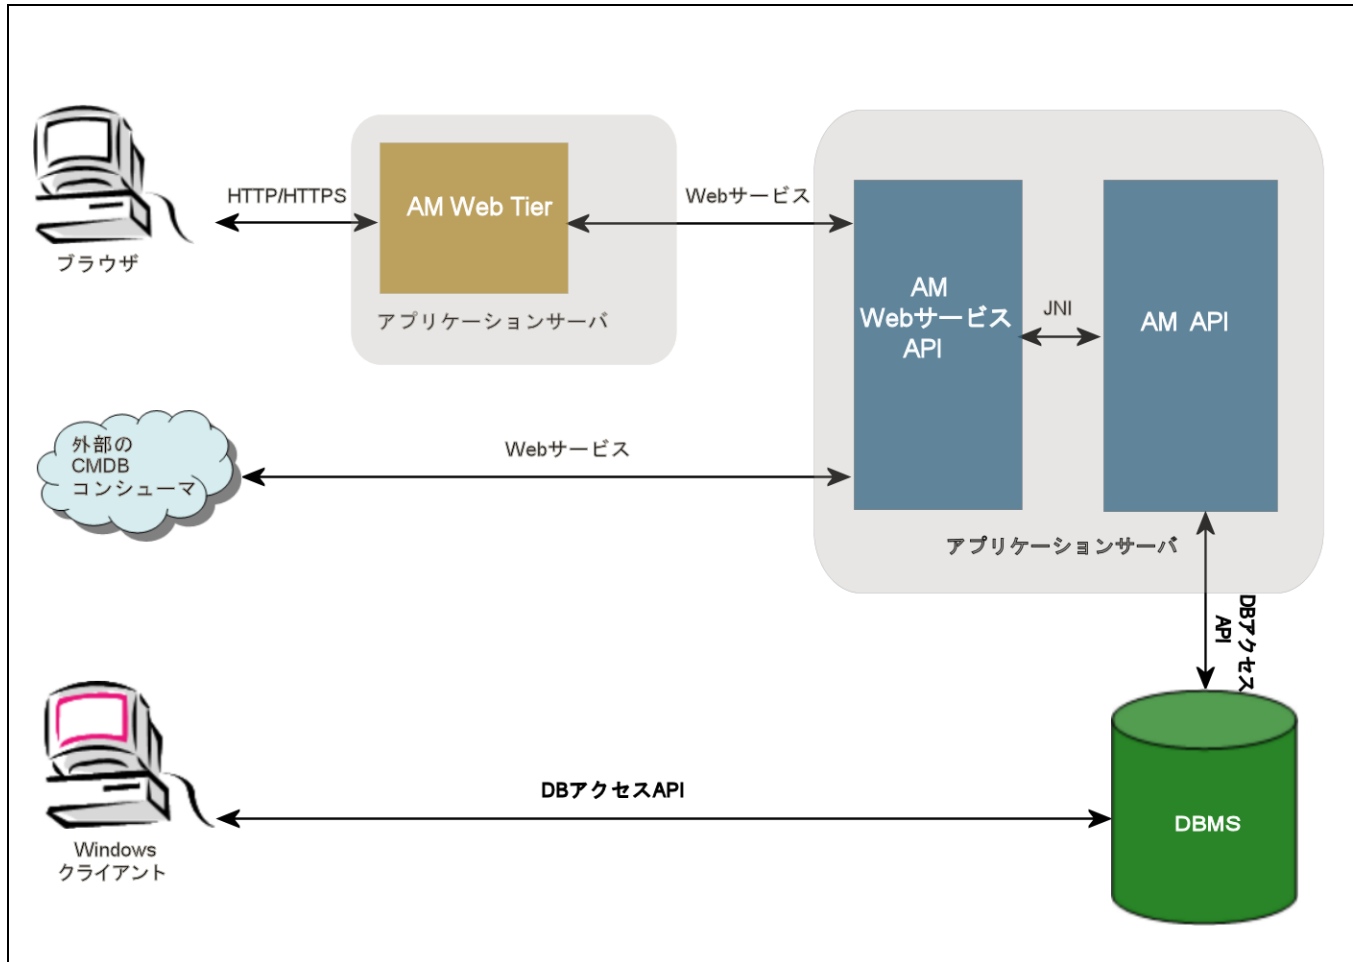 HTTP/HTTPS
AM Web Tier
Webサービス
ブラウザ
アプリケーションサーバ
AM
Webサービス
API
JNI
AM API
外部の
CMDB
コンシューマ
Webサービス
アプリケーションサーバ
DBアクセス
API
DBアクセスAPI
DBMS
Windows
クライアント